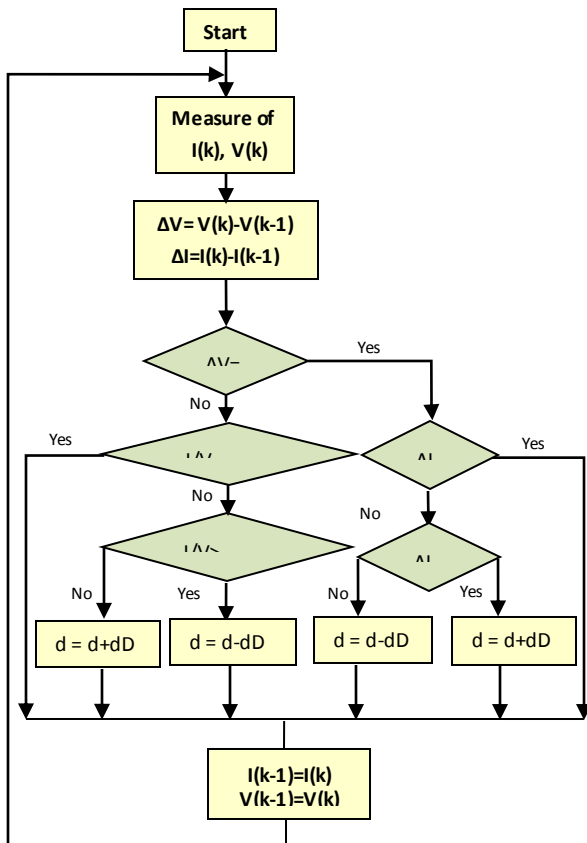 Start
Measure of
I(k), V(k)
ΔV= V(k)-V(k-1)
ΔI=I(k)-I(k-1)
Yes
No
Yes
Yes
No
No
No
Yes
No
Yes
d = d+dD
d = d-dD
d = d-dD
d = d+dD
I(k-1)=I(k)
V(k-1)=V(k)